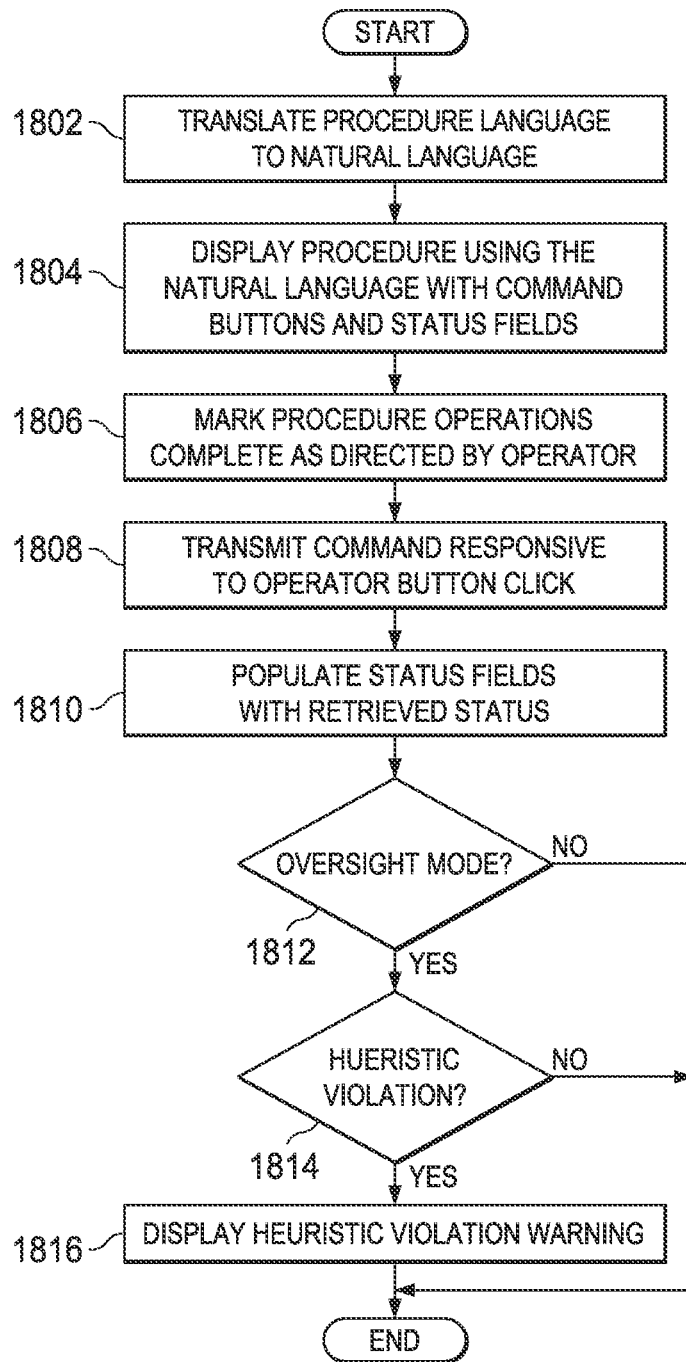 START
1802
TRANSLATE PROCEDURE LANGUAGE
TO NATURAL LANGUAGE
1804
DISPLAY PROCEDURE USING THE
NATURAL LANGUAGE WITH COMMAND
BUTTONS AND STATUS FIELDS
1806
MARK PROCEDURE OPERATIONS
COMPLETE AS DIRECTED BY OPERATOR
1808
TRANSMIT COMMAND RESPONSIVE
TO OPERATOR BUTTON CLICK
1810
POPULATE STATUS FIELDS
WITH RETRIEVED STATUS
OVERSIGHT MODE?
NO
1812
YES
HUERISTIC
VIOLATION?
NO
1814
YES
1816
DISPLAY HEURISTIC VIOLATION WARNING
END